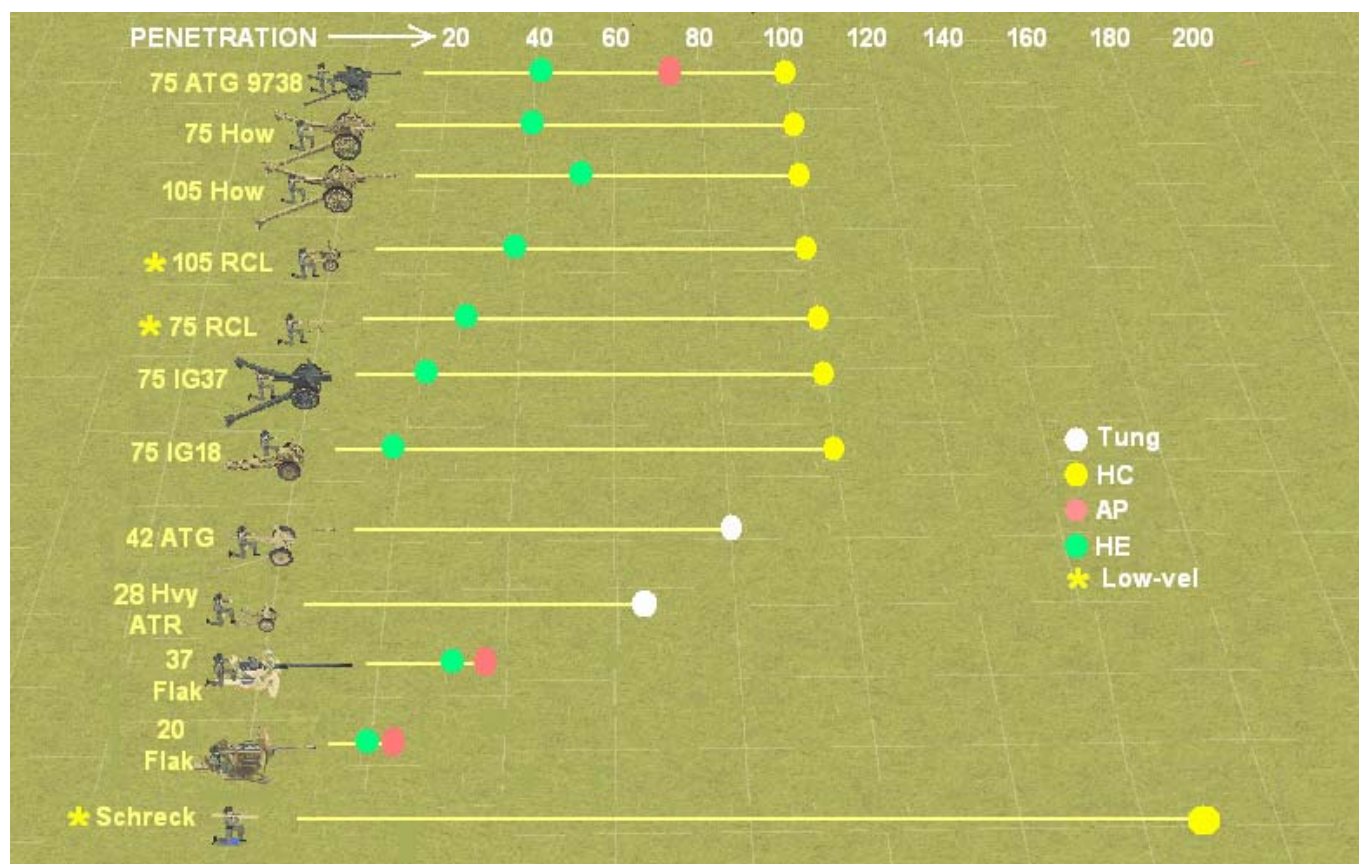 PENETRATION 20 40 60 80 100 120 140 160 180 200
75 ATG 9738
75 How
105 How
* 105 RCL
* 75 RCL
75 IG37
75 IG18
Tung
HC
AP
HE
* Low-vel
42 ATG
28 Hvy
ATR
37
Flak
20
Flak
* Schreck